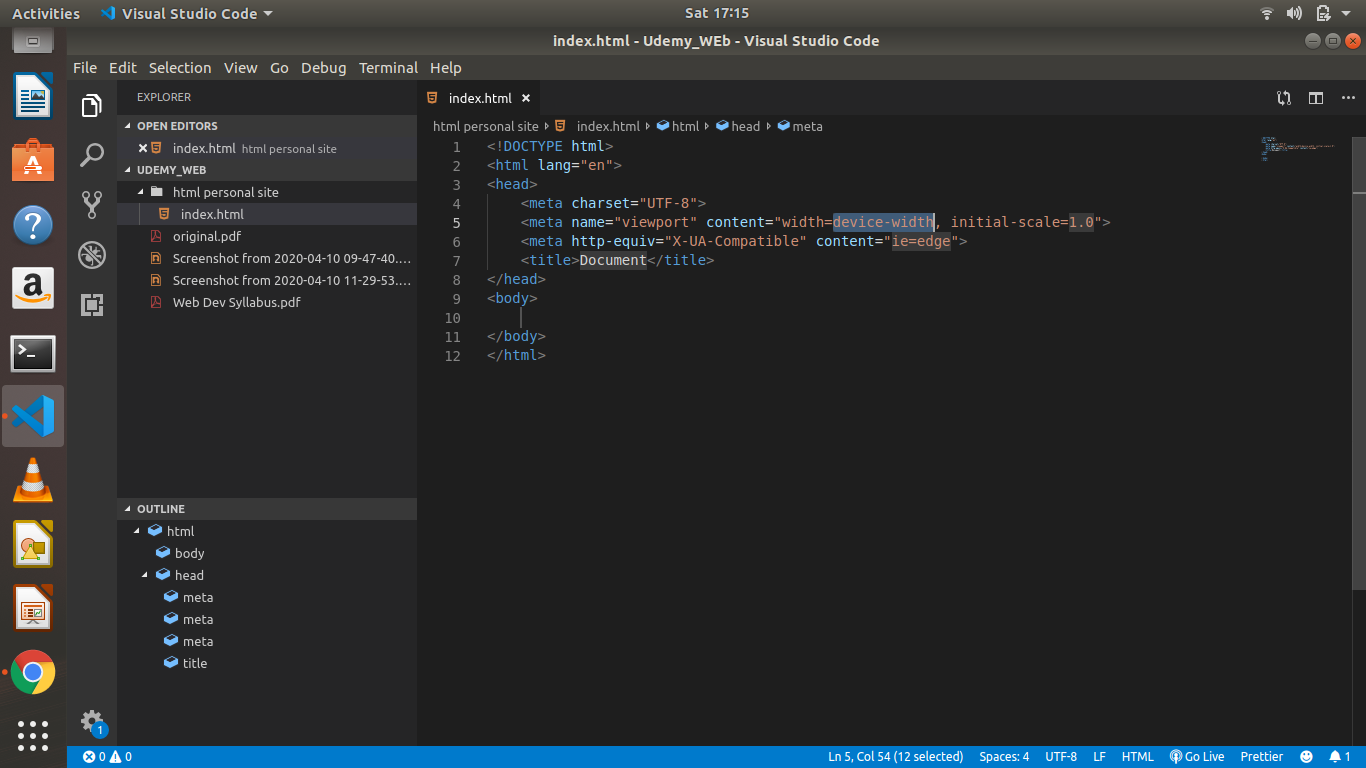 Activities Visual Studio Code Sat 17:15
index.html - Udemy_WEb - Visual Studio Code
File Edit Selection View Go Debug Terminal Help
EXPLORER
OPEN EDITORS
index.html html personal site
UDEMY_WEB
html personal site
index.html
original.pdf
Screenshot from 2020-04-10 09-47-40....
Screenshot from 2020-04-10 11-29-53....
Web Dev Syllabus.pdf
OUTLINE
html
body
head
meta
meta
meta
title
1
index.html
html personal site index.html html head meta
1 <!DOCTYPE html>
2 <html lang="en">
3 <head>
4     <meta charset="UTF-8">
5     <meta name="viewport" content="width=device-width, initial-scale=1.0">
6     <meta http-equiv="X-UA-Compatible" content="ie=edge">
7     <title>Document</title>
8 </head>
9 <body>
10
11 </body>
12 </html>
0 0 Ln 5, Col 54 (12 selected) Spaces: 4 UTF-8 LF HTML Go Live Prettier 1